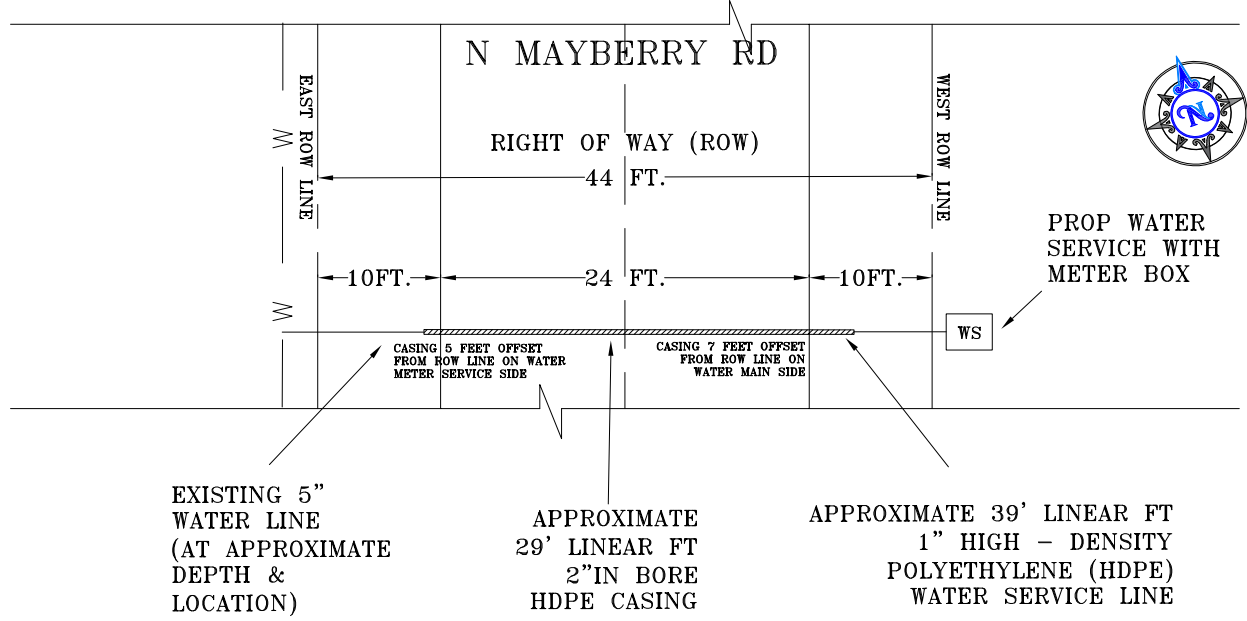 N MAYBERRY RD
EAST ROW LINE
WEST ROW LINE
N
W
RIGHT OF WAY (ROW)
44 FT.
PROP WATER
SERVICE WITH
METER BOX
10FT.
24 FT.
10FT.
W
WS
CASING 5 FEET OFFSET
FROM ROW LINE ON WATER
METER SERVICE SIDE
CASING 7 FEET OFFSET
FROM ROW LINE ON
WATER MAIN SIDE
EXISTING 5”
WATER LINE
(AT APPROXIMATE
DEPTH &
LOCATION)
APPROXIMATE
29’ LINEAR FT
2”IN BORE
HDPE CASING
APPROXIMATE 39’ LINEAR FT
1” HIGH – DENSITY
POLYETHYLENE (HDPE)
WATER SERVICE LINE